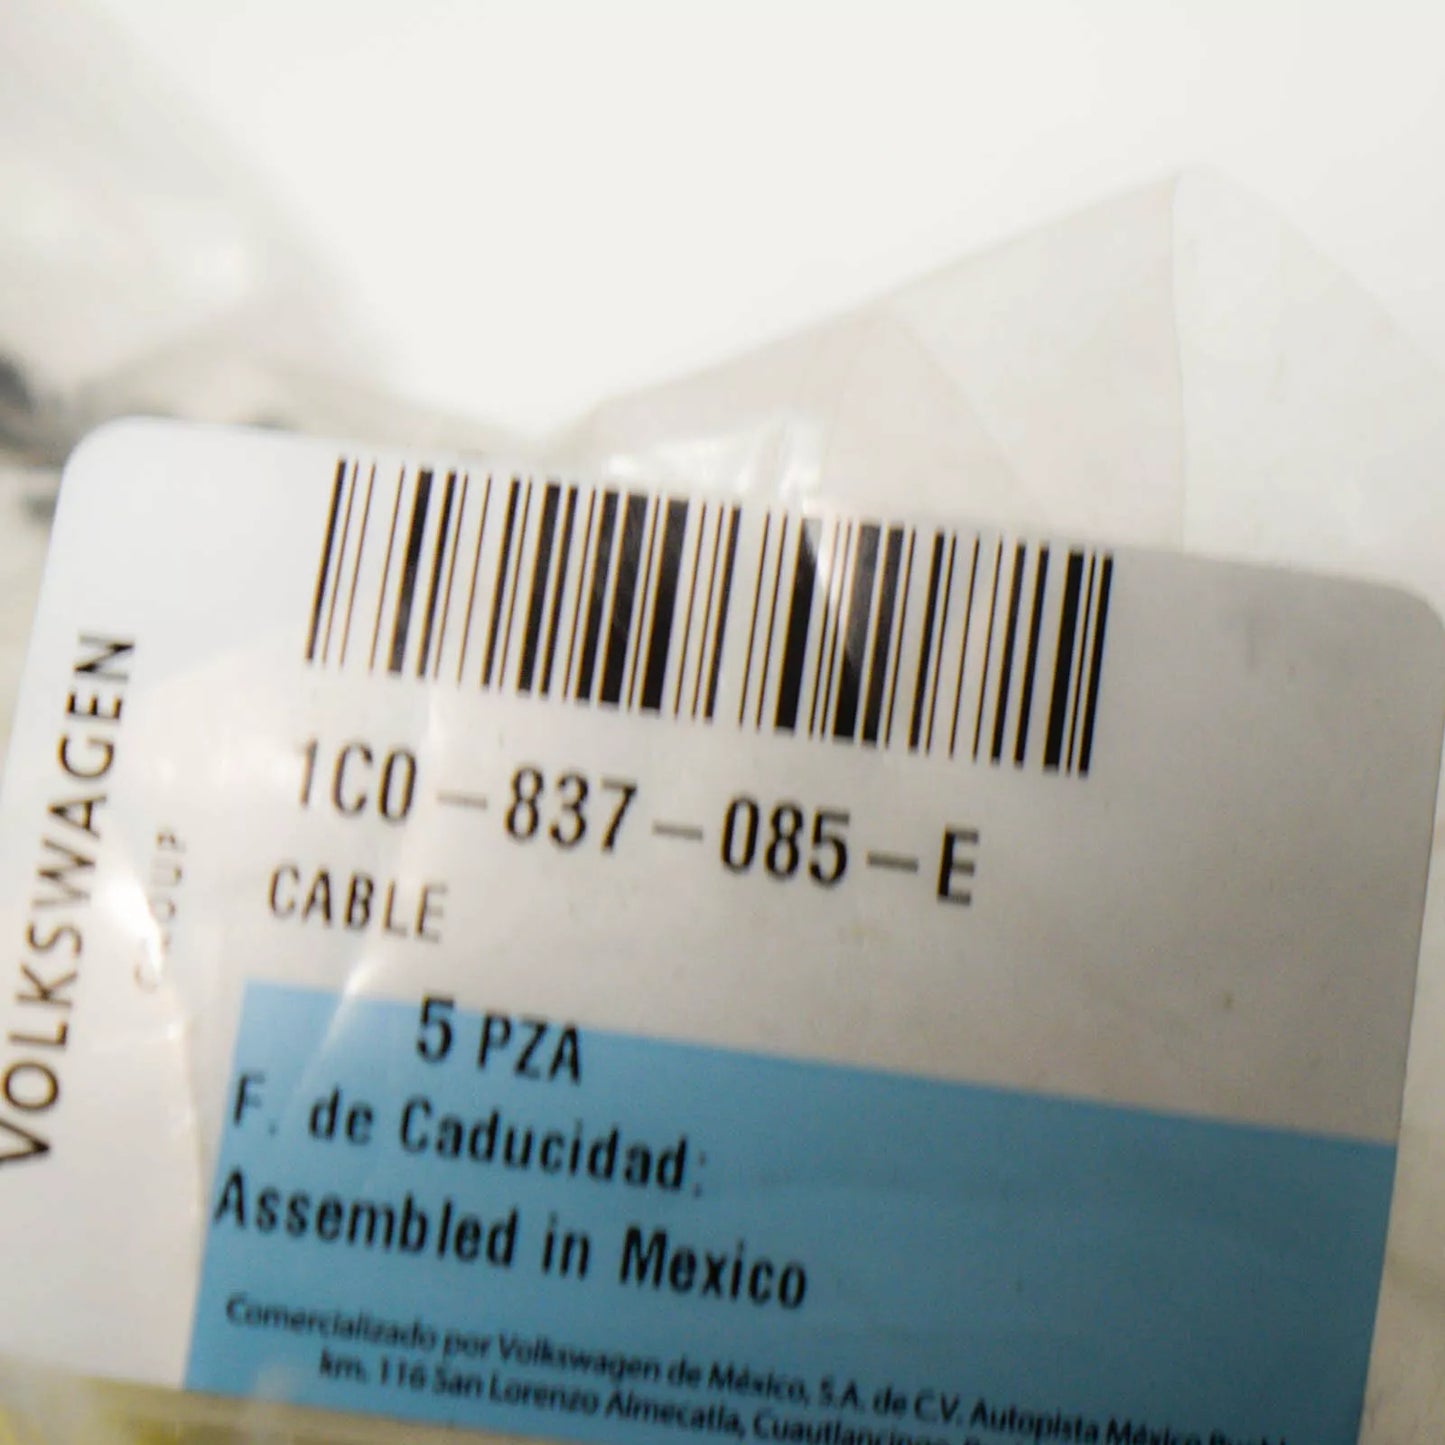 VOLKSWAGEN
GROUP
1C0-837-085-E
CABLE
5 PZA
F. de Caducidad:
Assembled in Mexico
Comercializado por Volkswagen de México, S.A. de C.V. Autopista México
km. 116 San Lorenzo Almecatla,